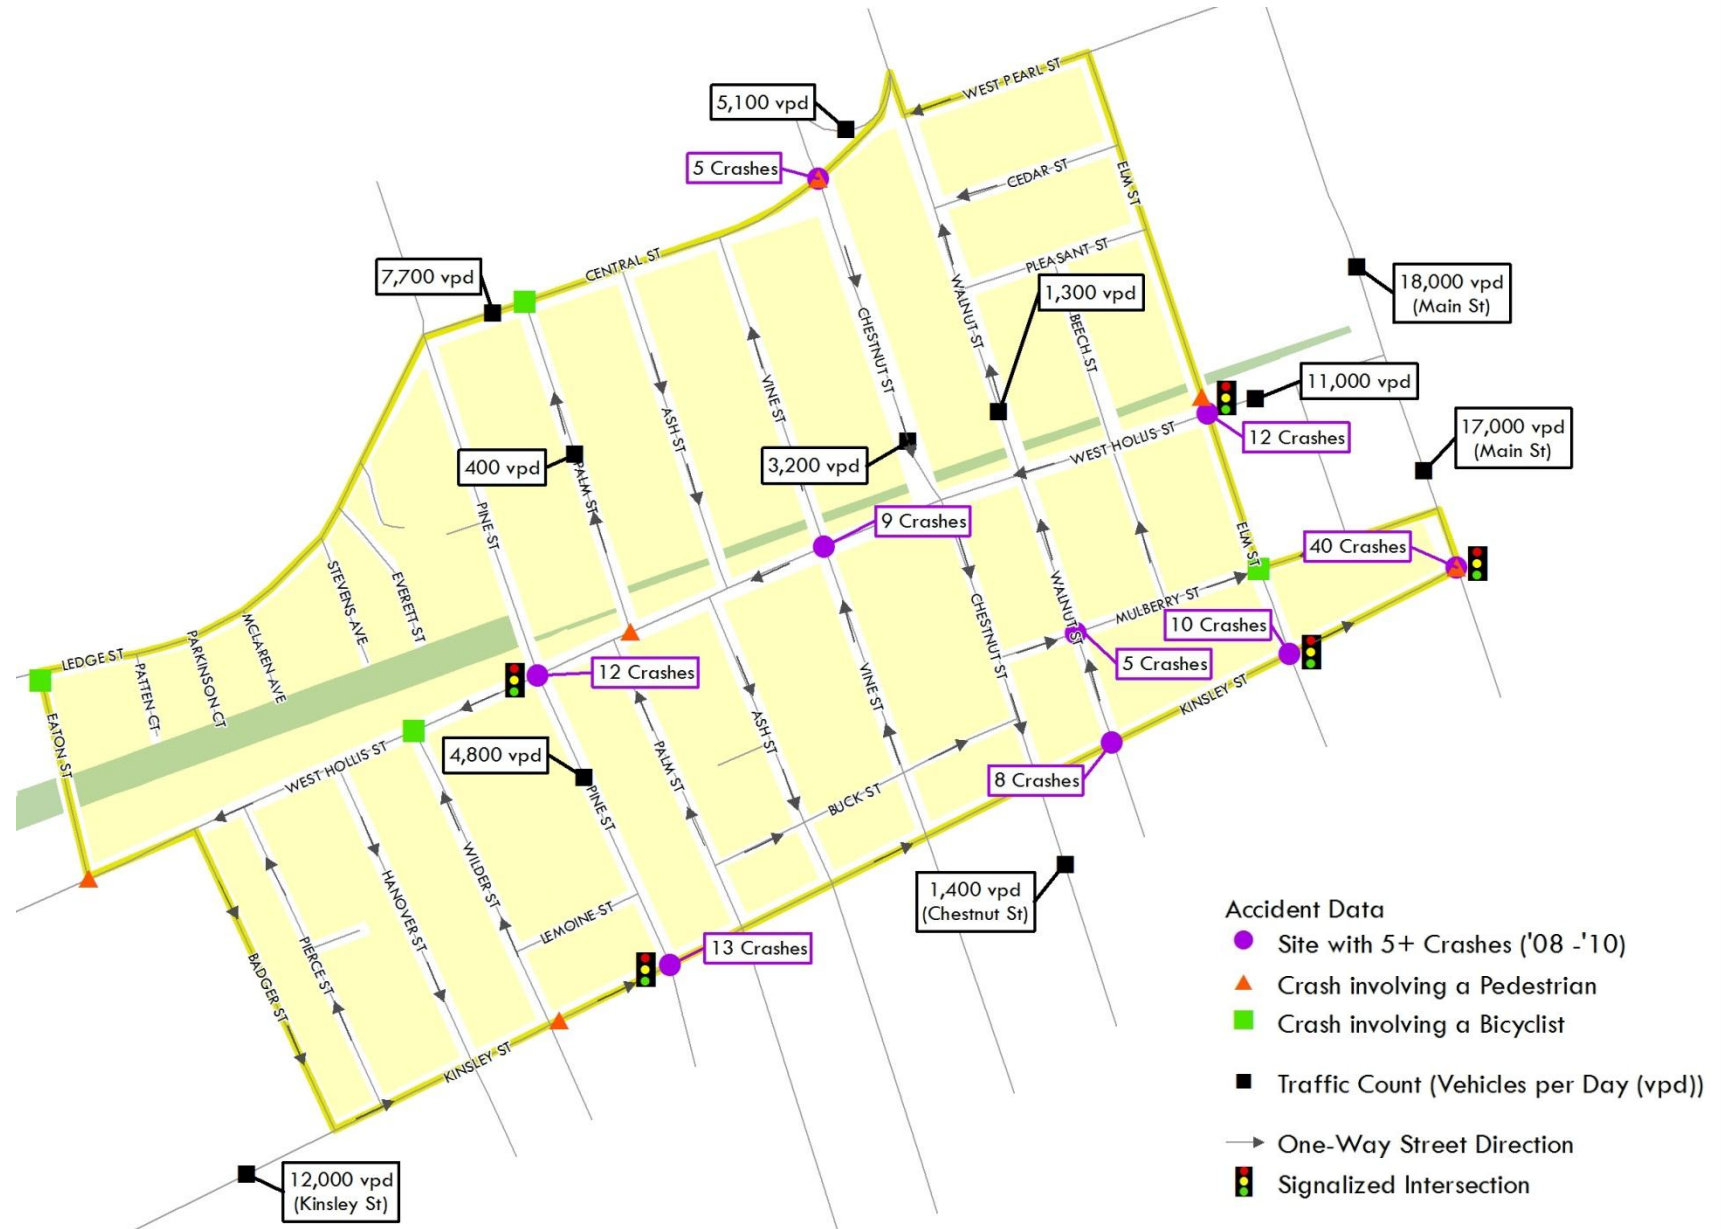 WEST PEARL ST
5,100 vpd
5 Crashes
CEDAR ST
ELM ST
CENTRAL ST
PLEASANT ST
7,700 vpd
1,300 vpd
18,000 vpd
(Main St)
WALNUT ST
CHESTNUT ST
BEECH ST
VINE ST
ASH ST
11,000 vpd
12 Crashes
17,000 vpd
(Main St)
WEST HOLLIS ST
3,200 vpd
400 vpd
PALM ST
PINE ST
9 Crashes
ELM ST
40 Crashes
STEVENS AVE
EVERETT ST
MCLAREN AVE
PARKINSON CT
PATTEN CT
LEDGE ST
EATON ST
WALNUT ST
CHESTNUT ST
MULBERRY ST
10 Crashes
5 Crashes
12 Crashes
VINE ST
ASH ST
PALM ST
KINSLEY ST
4,800 vpd
WEST HOLLIS ST
8 Crashes
BUCK ST
PINE ST
WILDER ST
HANOVER ST
LEMOINE ST
PIERCE ST
BADGER ST
1,400 vpd
(Chestnut St)
13 Crashes
KINSLEY ST
12,000 vpd
(Kinsley St)
Accident Data
Site with 5+ Crashes ('08 -'10)
Crash involving a Pedestrian
Crash involving a Bicyclist
Traffic Count (Vehicles per Day (vpd))
One-Way Street Direction
Signalized Intersection